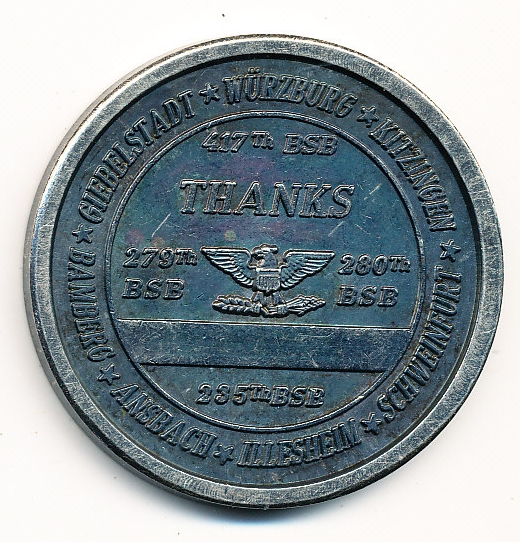 GIEBELSTADT ★ WÜRZBURG ★ KITZINGEN ★ SCHWEINFURT ★ ILLESHEIM ★ ANSBACH ★ BAMBERG ★
417Th BSB
THANKS
279Th BSB
280Th BSB
235Th BSB